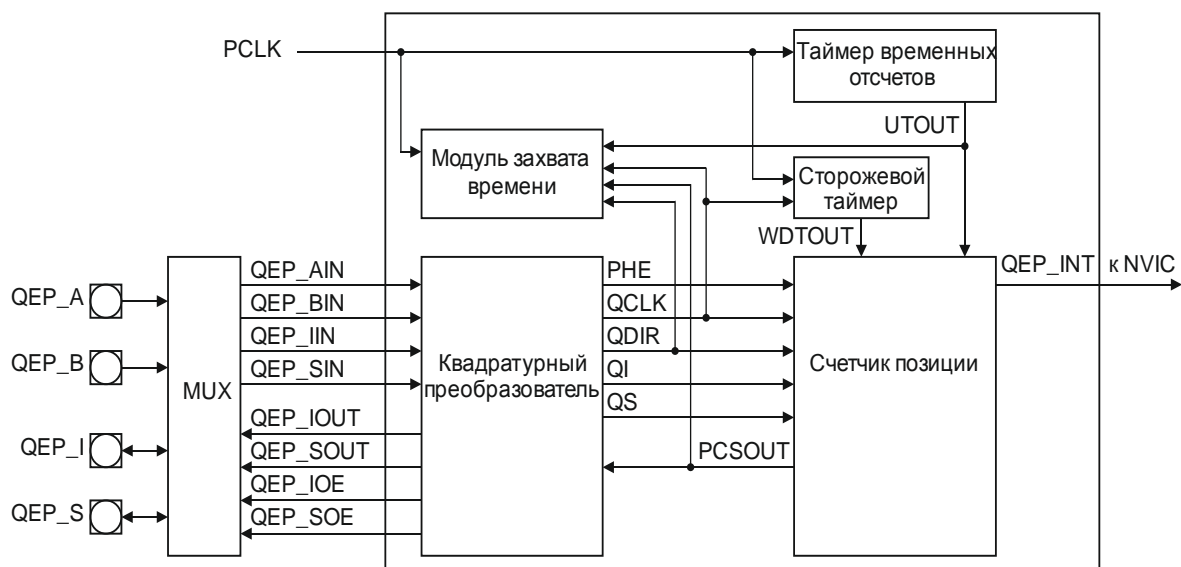 PCLK
Таймер временных
отсчетов
UTOUT
Модуль захвата
времени
Сторожевой
таймер
WDTOUT
QEP_A
QEP_B
QEP_I
QEP_S
MUX
QEP_AIN
QEP_BIN
QEP_IIN
QEP_SIN
QEP_IOUT
QEP_SOUT
QEP_IOE
QEP_SOE
Квадратурный
преобразователь
PHE
QCLK
QDIR
QI
QS
PCSOUT
Счетчик позиции
QEP_INT
к NVIC